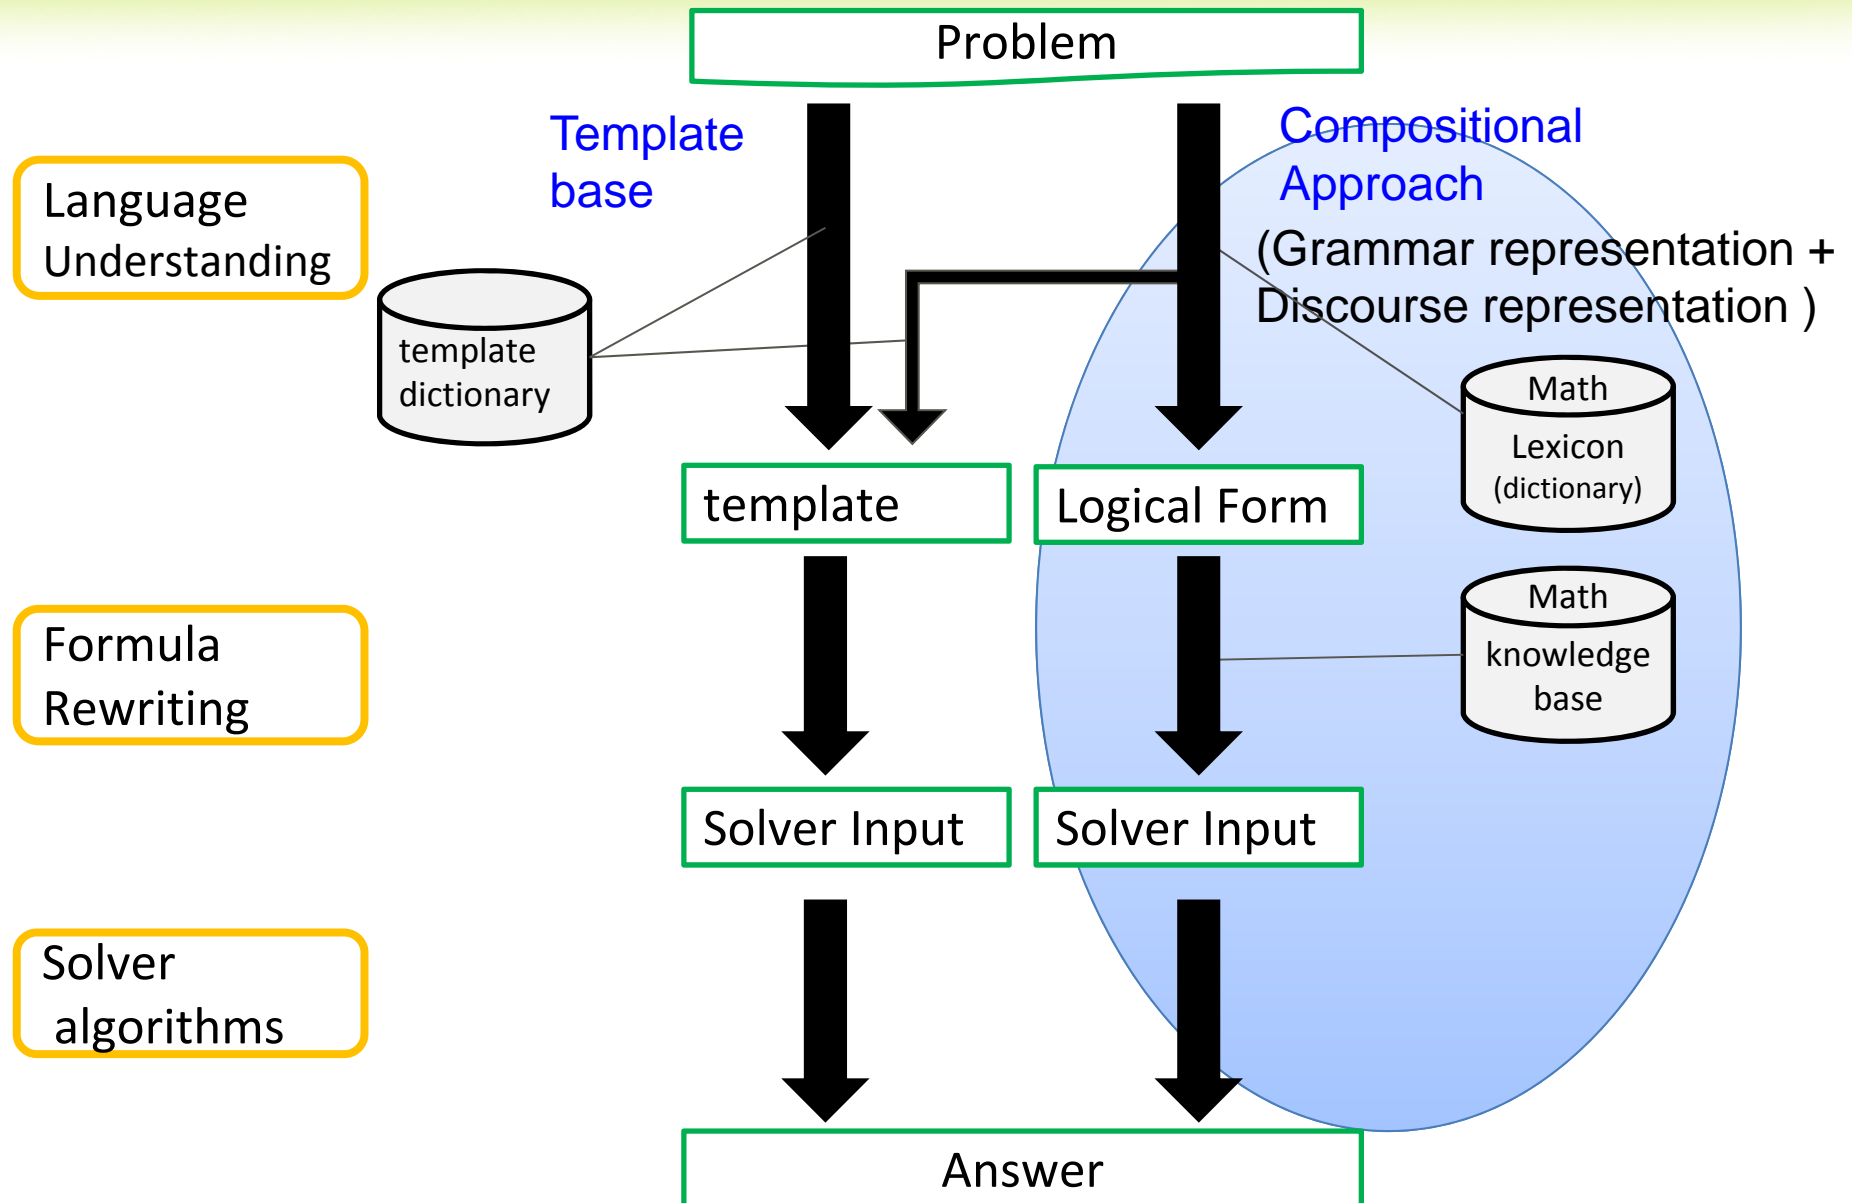 Problem
Template
base
Compositional
Approach
(Grammar representation +
Discourse representation )
Language
Understanding
template
dictionary
Math
Lexicon
(dictionary)
template
Logical Form
Math
knowledge
base
Formula
Rewriting
Solver Input
Solver Input
Solver
algorithms
Answer